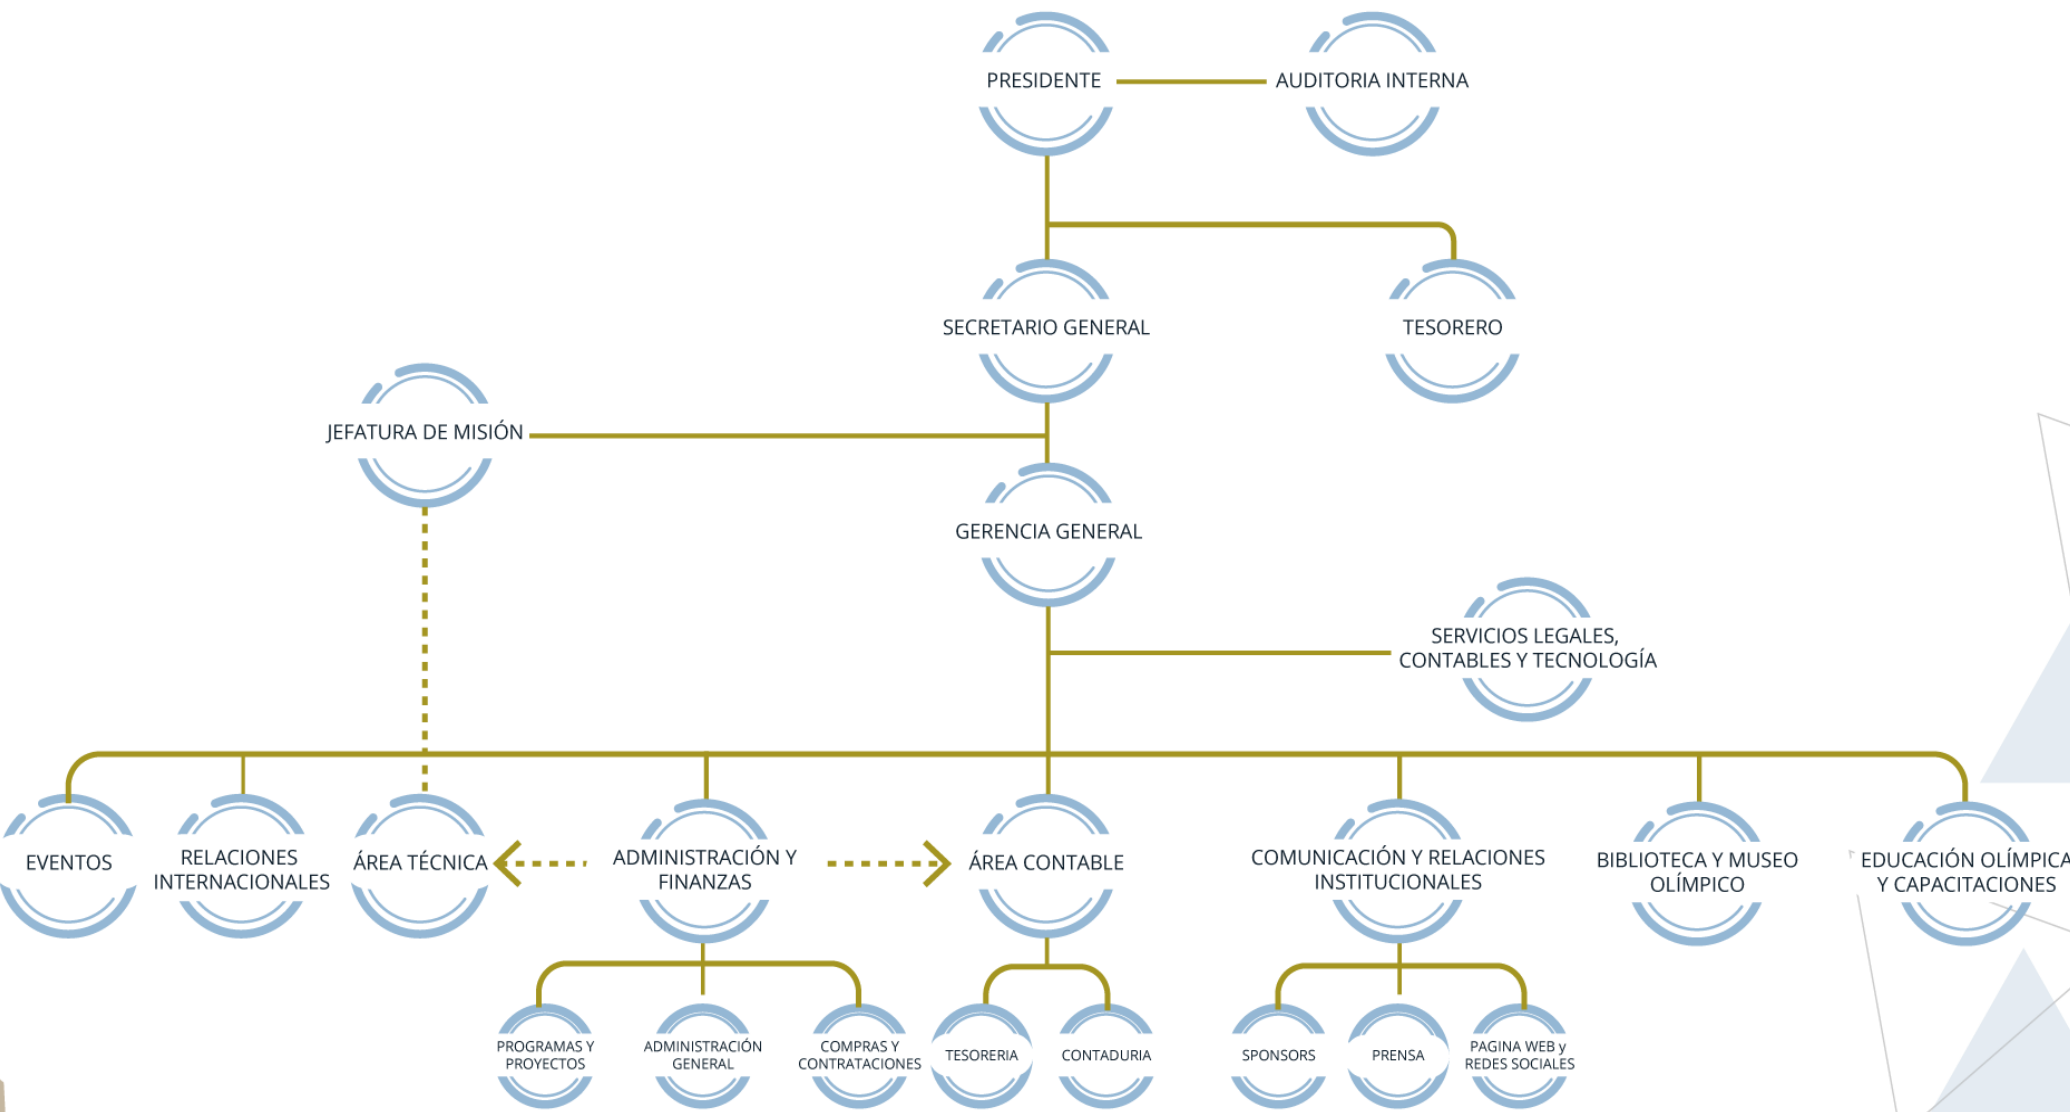 PRESIDENTE
AUDITORIA INTERNA
SECRETARIO GENERAL
TESORERO
JEFATURA DE MISIÓN
GERENCIA GENERAL
SERVICIOS LEGALES,
CONTABLES Y TECNOLOGÍA
EVENTOS
RELACIONES
INTERNACIONALES
ÁREA TÉCNICA
ADMINISTRACIÓN Y
FINANZAS
ÁREA CONTABLE
COMUNICACIÓN Y RELACIONES
INSTITUCIONALES
BIBLIOTECA Y MUSEO
OLÍMPICO
EDUCACIÓN OLÍMPICA
Y CAPACITACIONES
PROGRAMAS Y
PROYECTOS
ADMINISTRACIÓN
GENERAL
COMPRAS Y
CONTRATACIONES
TESORERIA
CONTADURIA
SPONSORS
PRENSA
PAGINA WEB y
REDES SOCIALES